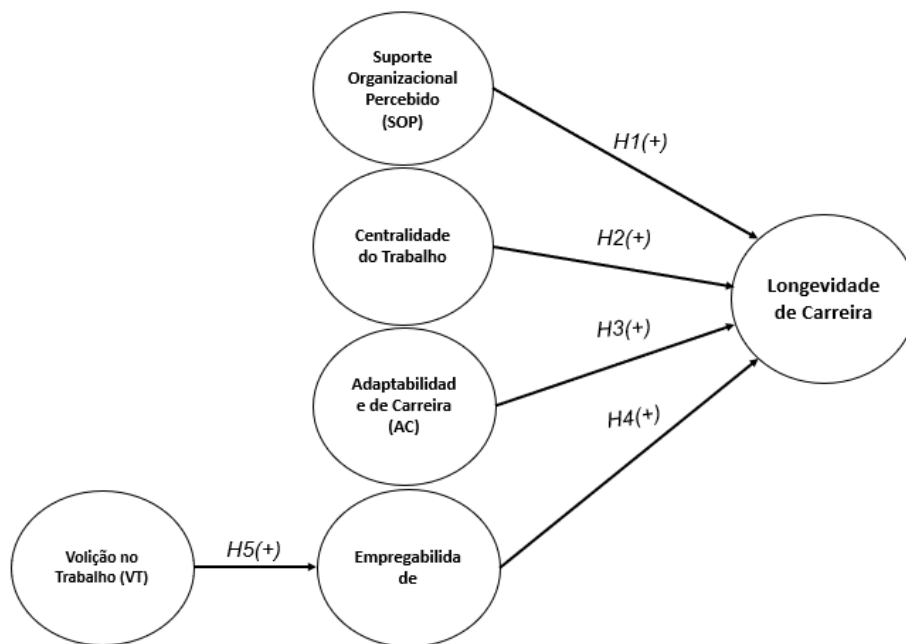 Suporte
Organizacional
Percebido
(SOP)
H1(+)
Centralidade
do Trabalho
H2(+)
Longevidade
de Carreira
H3(+)
Adaptabilidad
e de Carreira
(AC)
H4(+)
Volição no
Trabalho (VT)
H5(+)
Empregabilida
de